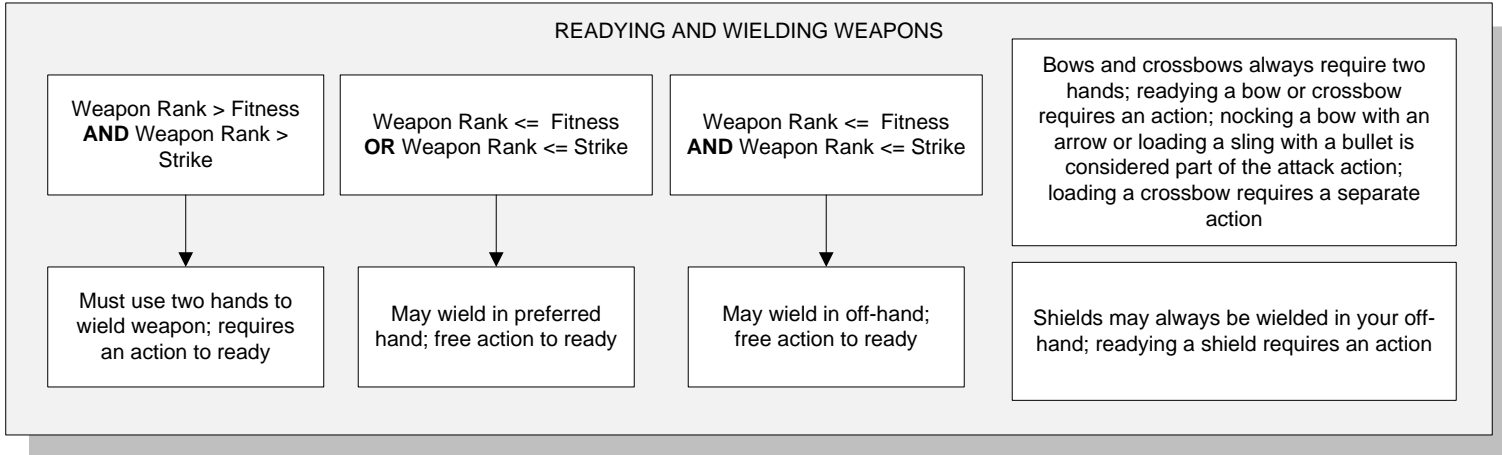 READYING AND WIELDING WEAPONS
Weapon Rank > Fitness
AND Weapon Rank >
Strike
Must use two hands to
wield weapon; requires
an action to ready
Weapon Rank <= Fitness
OR Weapon Rank <= Strike
May wield in preferred
hand; free action to ready
Weapon Rank <= Fitness
AND Weapon Rank <= Strike
May wield in off-hand;
free action to ready
Bows and crossbows always require two
hands; readying a bow or crossbow
requires an action; nocking a bow with an
arrow or loading a sling with a bullet is
considered part of the attack action;
loading a crossbow requires a separate
action
Shields may always be wielded in your off-
hand; readying a shield requires an action